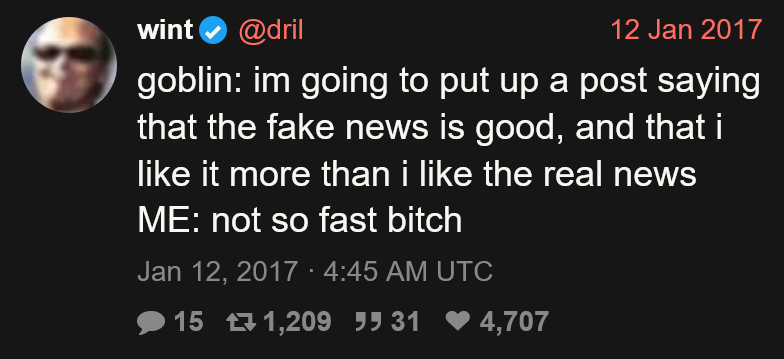 wint @dril 12 Jan 2017
goblin: im going to put up a post saying
that the fake news is good, and that i
like it more than i like the real news
ME: not so fast bitch
Jan 12, 2017 · 4:45 AM UTC
15 1,209 31 4,707